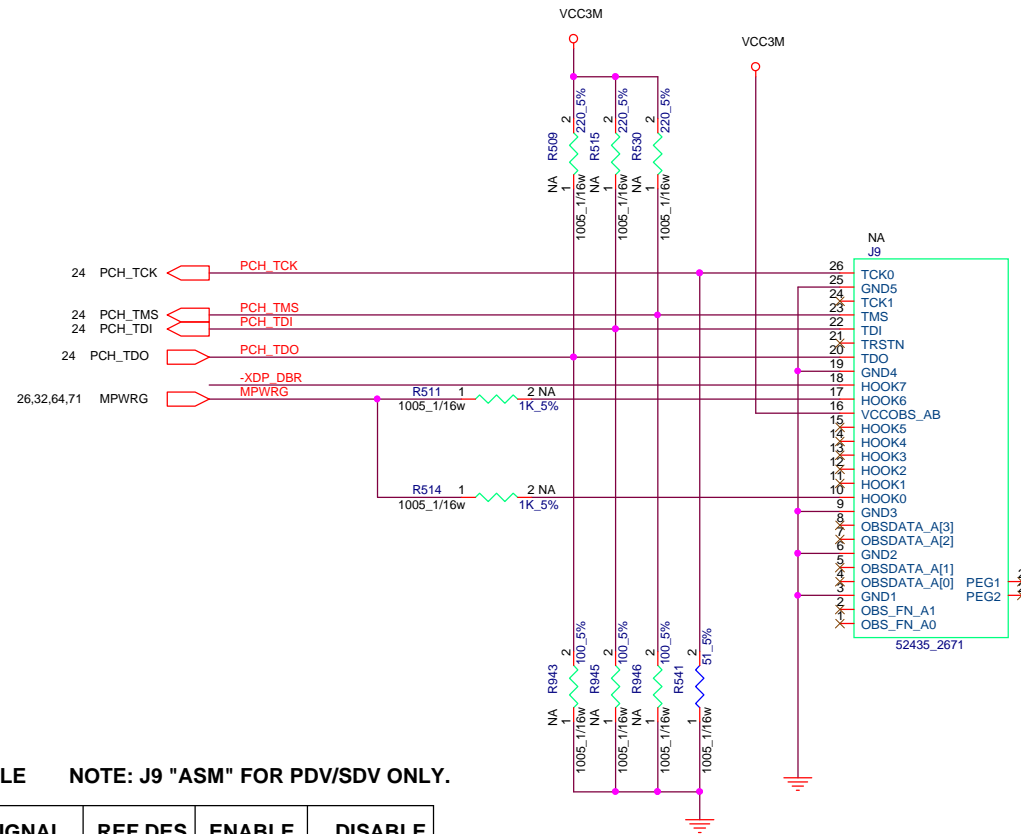 VCC3M
VCC3M
R509 2 220_5% NA 1 1005_1/16w
R515 2 220_5% NA 1 1005_1/16w
R530 2 220_5% NA 1 1005_1/16w
NA
J9
24 PCH_TCK PCH_TCK
24 PCH_TMS PCH_TMS
24 PCH_TDI PCH_TDI
24 PCH_TDO PCH_TDO
-XDP_DBR
26,32,64,71 MPWRG MPWRG
R511 1 2 NA
1005_1/16w 1K_5%
R514 1 2 NA
1005_1/16w 1K_5%
26 TCK0
25 GND5
24 TCK1
23 TMS
22 TDI
21 TRSTN
20 TDO
19 GND4
18 HOOK7
17 HOOK6
16 VCCOBS_AB
15 HOOK5
14 HOOK4
13 HOOK3
12 HOOK2
11 HOOK1
10 HOOK0
9 GND3
8 OBSDATA_A[3]
7 OBSDATA_A[2]
6 GND2
5 OBSDATA_A[1]
4 OBSDATA_A[0] PEG1
3 GND1 PEG2
2 OBS_FN_A1
1 OBS_FN_A0
52435_2671
R943 2 100_5% NA 1 1005_1/16w
R945 2 100_5% NA 1 1005_1/16w
R946 2 100_5% NA 1 1005_1/16w
R541 2 51_5% 1 1005_1/16w
LE NOTE: J9 "ASM" FOR PDV/SDV ONLY.
IGNAL REF.DES ENABLE DISABLE